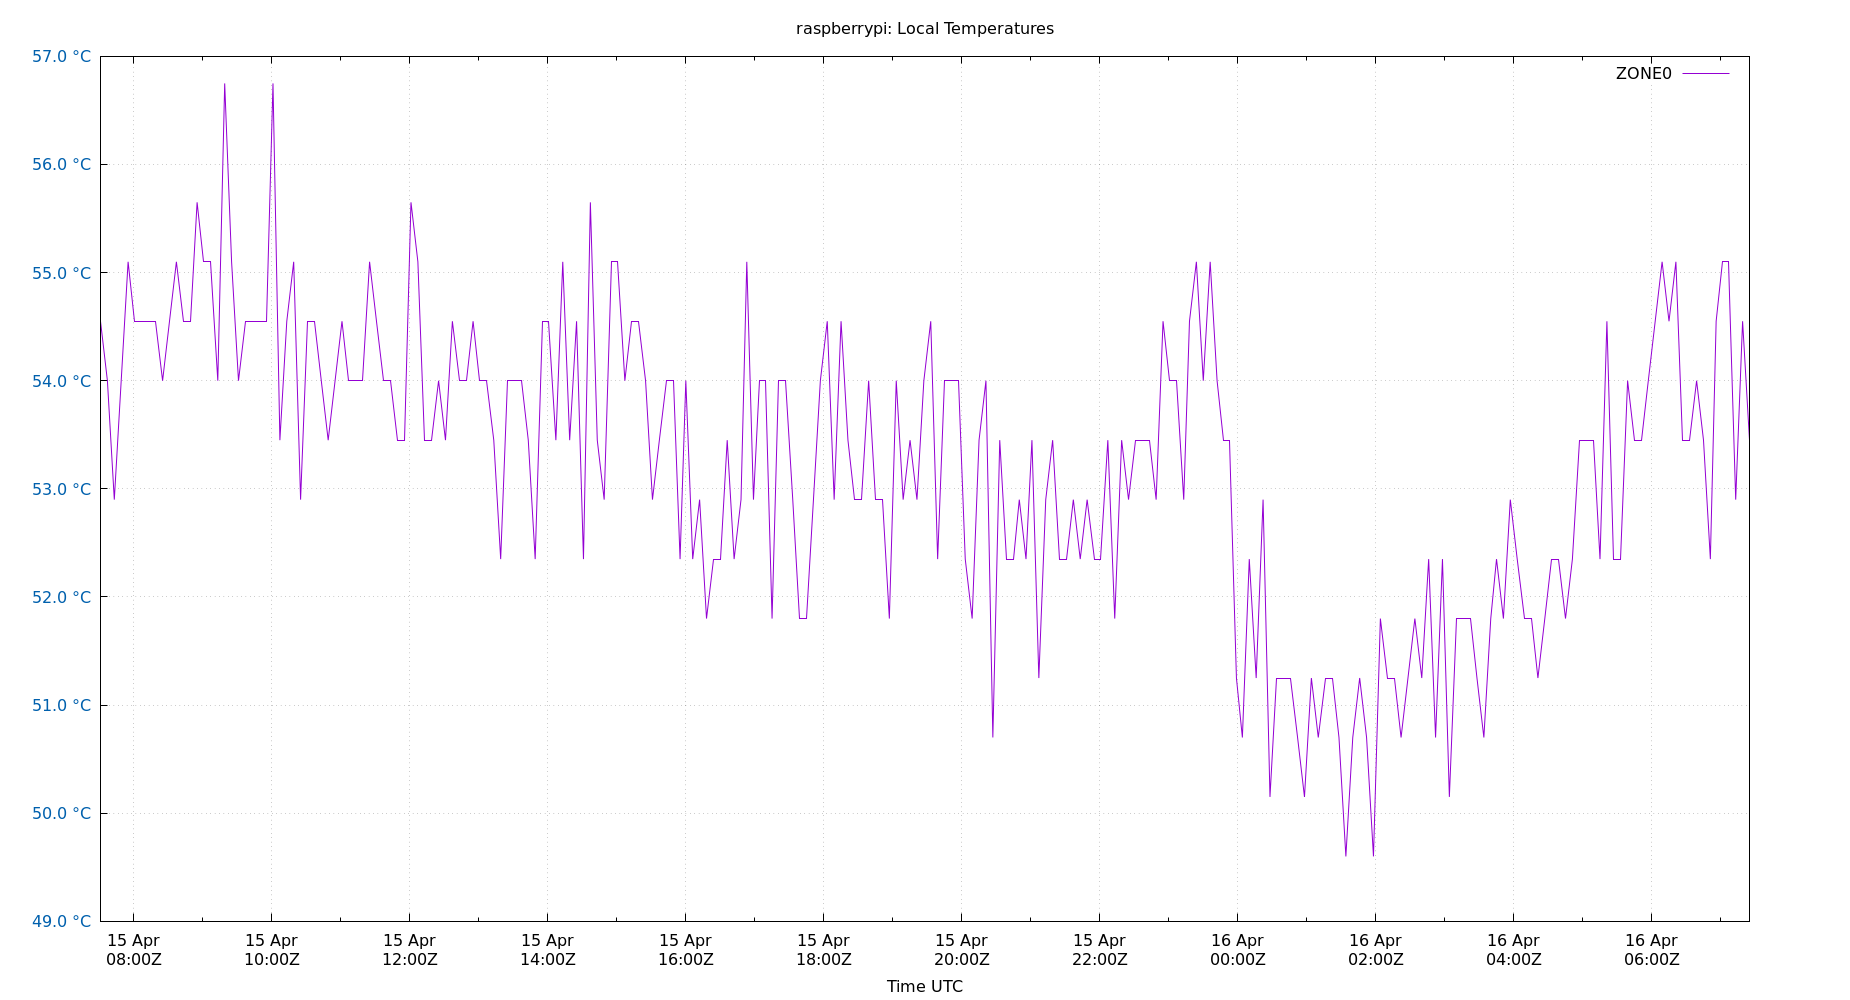 raspberrypi: Local Temperatures
57.0 °C
ZONE0
56.0 °C
55.0 °C
54.0 °C
53.0 °C
52.0 °C
51.0 °C
50.0 °C
49.0 °C
15 Apr 15 Apr 15 Apr 15 Apr 15 Apr 15 Apr 15 Apr 15 Apr 16 Apr 16 Apr 16 Apr 16 Apr
08:00Z 10:00Z 12:00Z 14:00Z 16:00Z 18:00Z 20:00Z 22:00Z 00:00Z 02:00Z 04:00Z 06:00Z
Time UTC